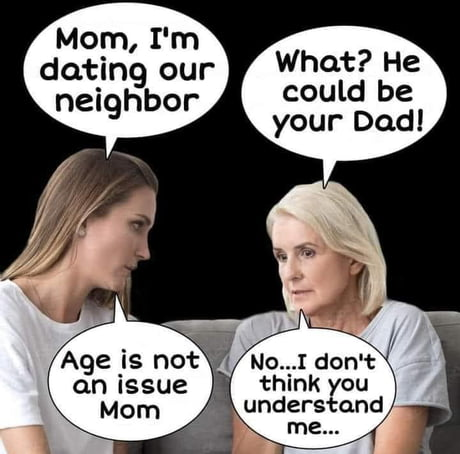 Mom, I'm
dating our
neighbor
What? He
could be
your Dad!
Age is not
an issue
Mom
No...I don't
think you
understand
me...